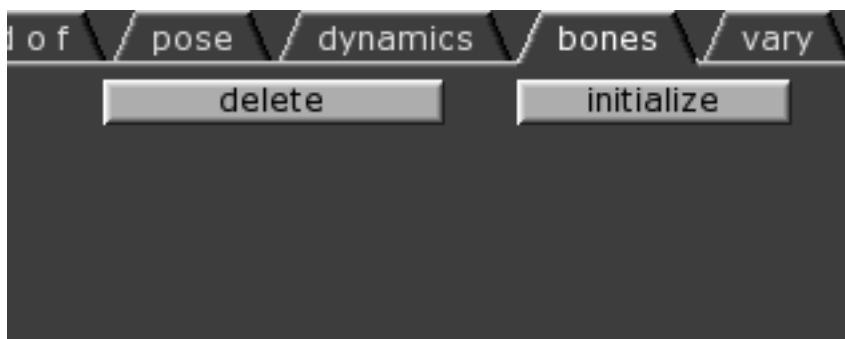 d o f pose dynamics bones vary
delete initialize